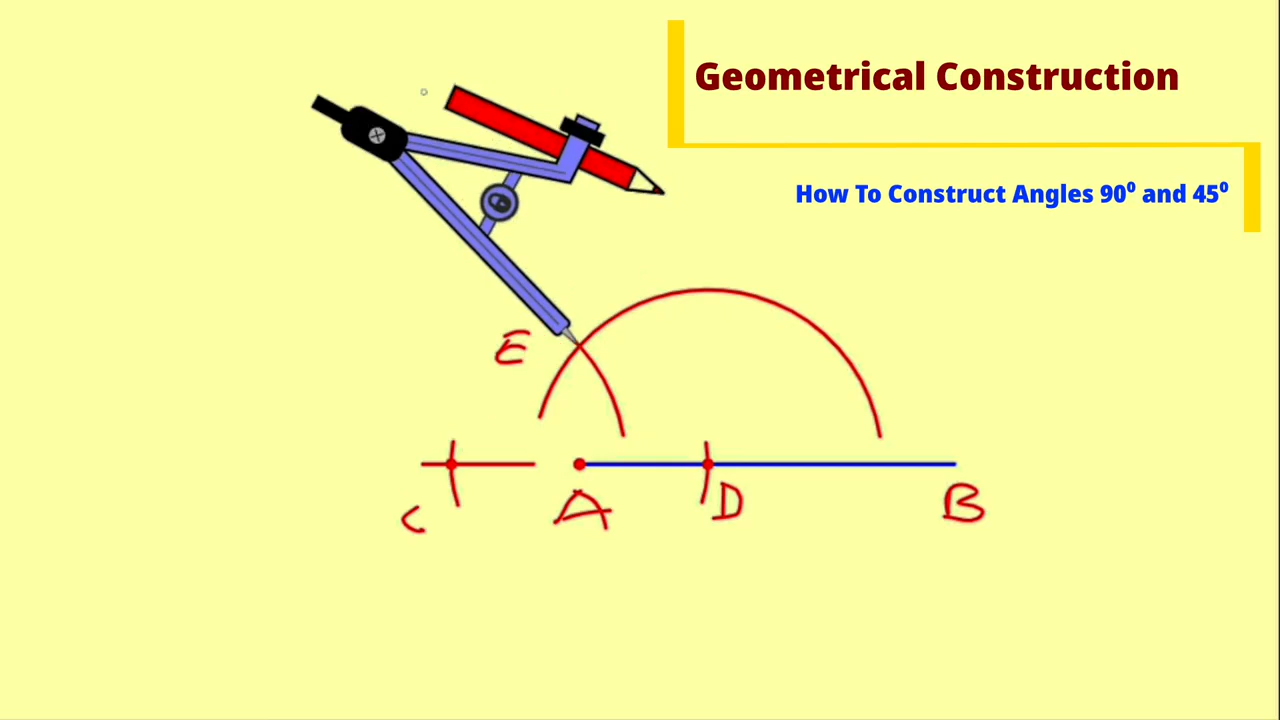 Geometrical Construction
How To Construct Angles 90⁰ and 45⁰
E
C A D B